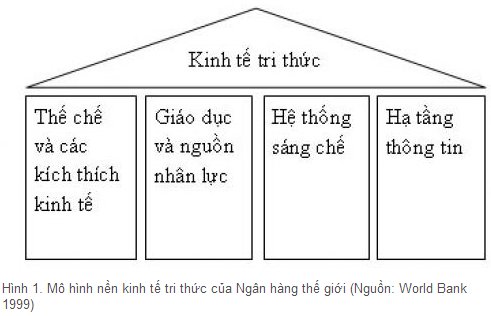 Kinh tế tri thức
Thế chế
và các
kích thích
kinh tế
Giáo dục
và nguồn
nhân lực
Hệ thống
sáng chế
Hạ tầng
thông tin
Hình 1. Mô hình nền kinh tế tri thức của Ngân hàng thế giới (Nguồn: World Bank
1999)